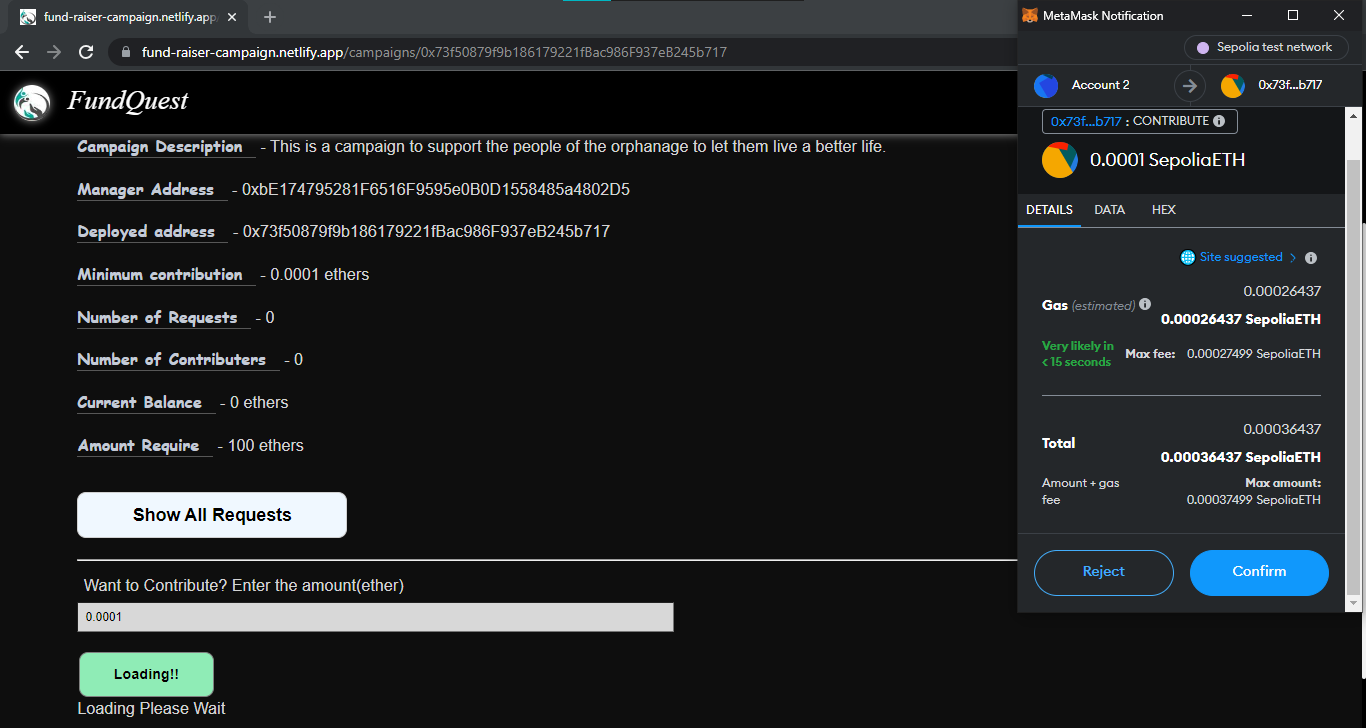 fund-raiser-campaign.netlify.app
fund-raiser-campaign.netlify.app/campaigns/0x73f50879f9b186179221fBac986F937eB245b717
FundQuest
Campaign Description - This is a campaign to support the people of the orphanage to let them live a better life.
Manager Address - 0xbE174795281F6516F9595e0B0D1558485a4802D5
Deployed address - 0x73f50879f9b186179221fBac986F937eB245b717
Minimum contribution - 0.0001 ethers
Number of Requests - 0
Number of Contributers - 0
Current Balance - 0 ethers
Amount Require - 100 ethers
Show All Requests
Want to Contribute? Enter the amount(ether)
0.0001
Loading!!
Loading Please Wait
MetaMask Notification
Sepolia test network
Account 2
0x73f...b717
0x73f...b717 : CONTRIBUTE
0.0001 SepoliaETH
DETAILS DATA HEX
Site suggested
0.00026437
Gas (estimated)
0.00026437 SepoliaETH
Very likely in
< 15 seconds
Max fee: 0.00027499 SepoliaETH
0.00036437
Total
0.00036437 SepoliaETH
Amount + gas
fee
Max amount:
0.00037499 SepoliaETH
Reject
Confirm